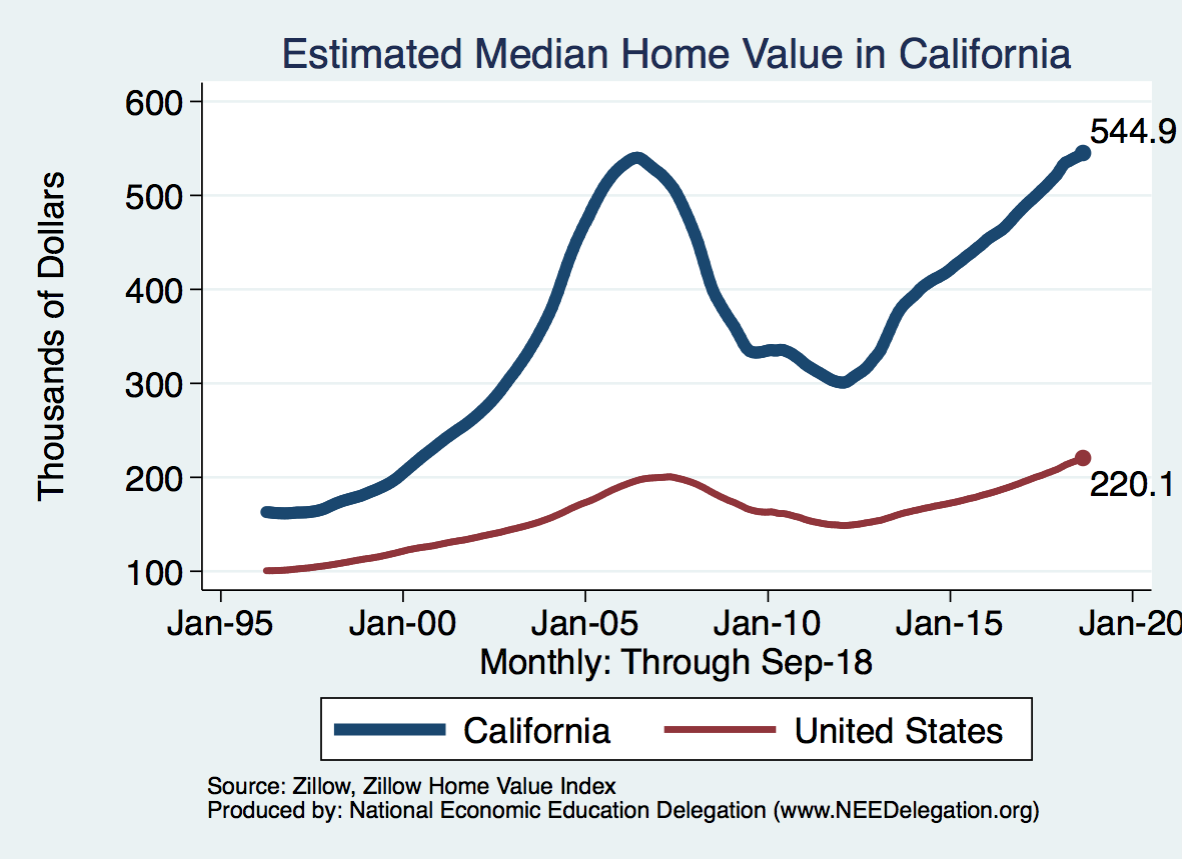 Estimated Median Home Value in California
Thousands of Dollars
600
500
400
300
200
100
544.9
220.1
Jan-95 Jan-00 Jan-05 Jan-10 Jan-15 Jan-20
Monthly: Through Sep-18
California United States
Source: Zillow, Zillow Home Value Index
Produced by: National Economic Education Delegation (www.NEEDelegation.org)